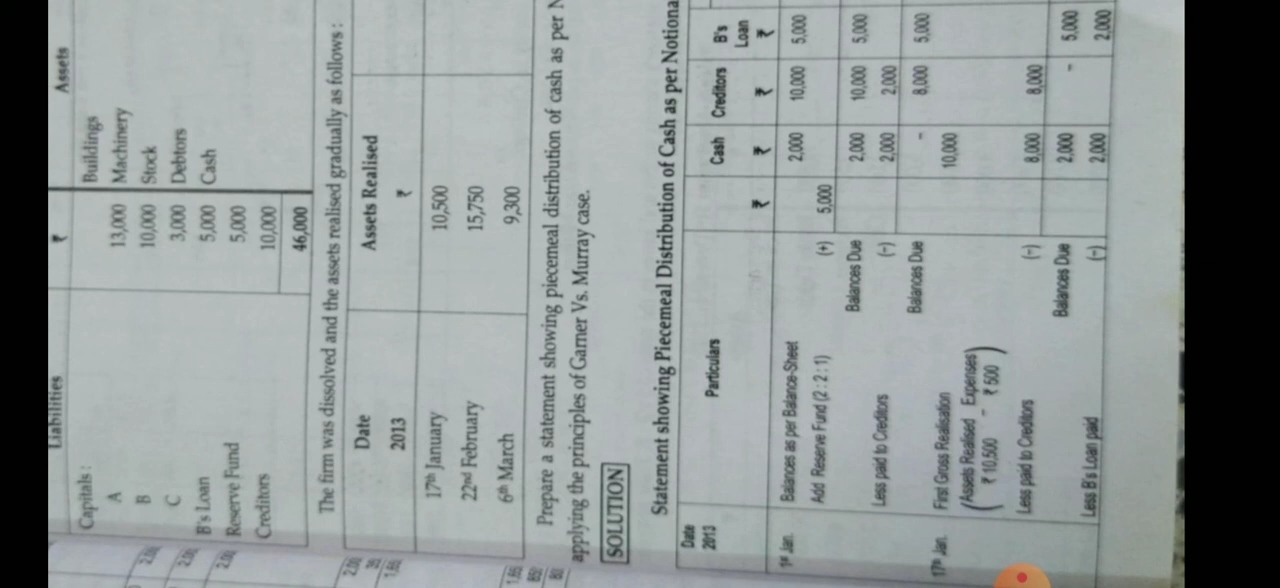 Liabilities ₹ Assets
Capitals : Buildings
A 13,000 Machinery
B 10,000 Stock
C 3,000 Debtors
B's Loan 5,000 Cash
Reserve Fund 5,000
Creditors 10,000
46,000
The firm was dissolved and the assets realised gradually as follows :
Date Assets Realised
2013 ₹
17th January 10,500
22nd February 15,750
6th March 9,300
Prepare a statement showing piecemeal distribution of cash as per
applying the principles of Garner Vs. Murray case.
SOLUTION
Statement showing Piecemeal Distribution of Cash as per Notiona
Date Particulars Cash Creditors B's
2013 Loan
₹ ₹ ₹ ₹
1st Jan. Balances as per Balance-Sheet 2,000 10,000 5,000
Add Reserve Fund (2 : 2 : 1) (+) 5,000
Balances Due 2,000 10,000 5,000
Less paid to Creditors (-) 2,000 2,000
Balances Due - 8,000 5,000
17th Jan. First Gross Realisation 10,000
(Assets Realised Expenses)
₹ 10,500 - ₹ 500
Less paid to Creditors (-) 8,000 8,000
Balances Due 2,000 - 5,000
Less B's Loan paid (-) 2,000 2,000